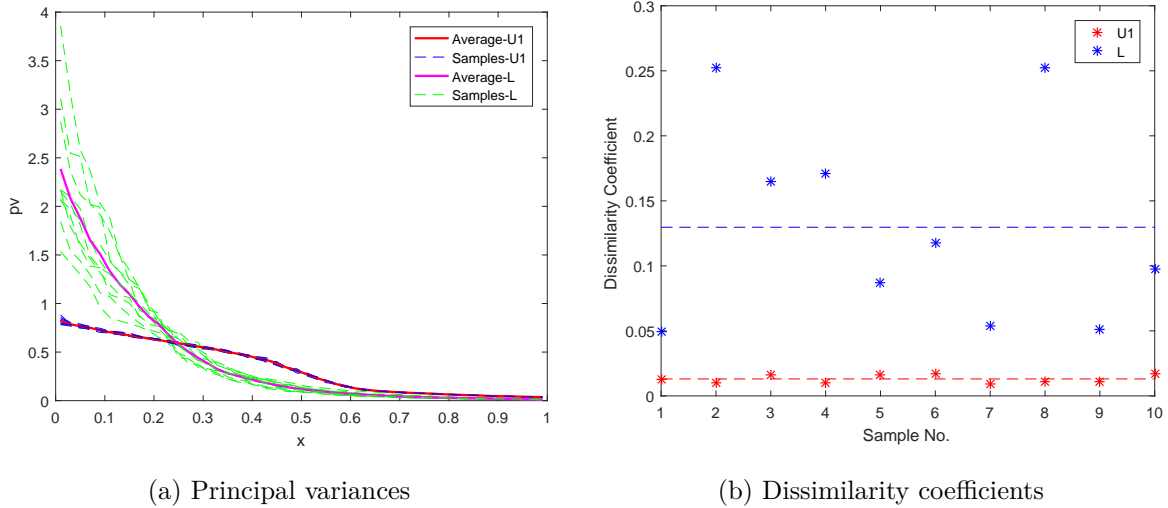 4
3.5
3
2.5
2
1.5
1
0.5
0
pv
0 0.1 0.2 0.3 0.4 0.5 0.6 0.7 0.8 0.9 1
x
Average-U1
Samples-U1
Average-L
Samples-L
(a) Principal variances
0.3
0.25
0.2
0.15
0.1
0.05
0
Dissimilarity Coefficient
1 2 3 4 5 6 7 8 9 10
Sample No.
U1
L
(b) Dissimilarity coefficients